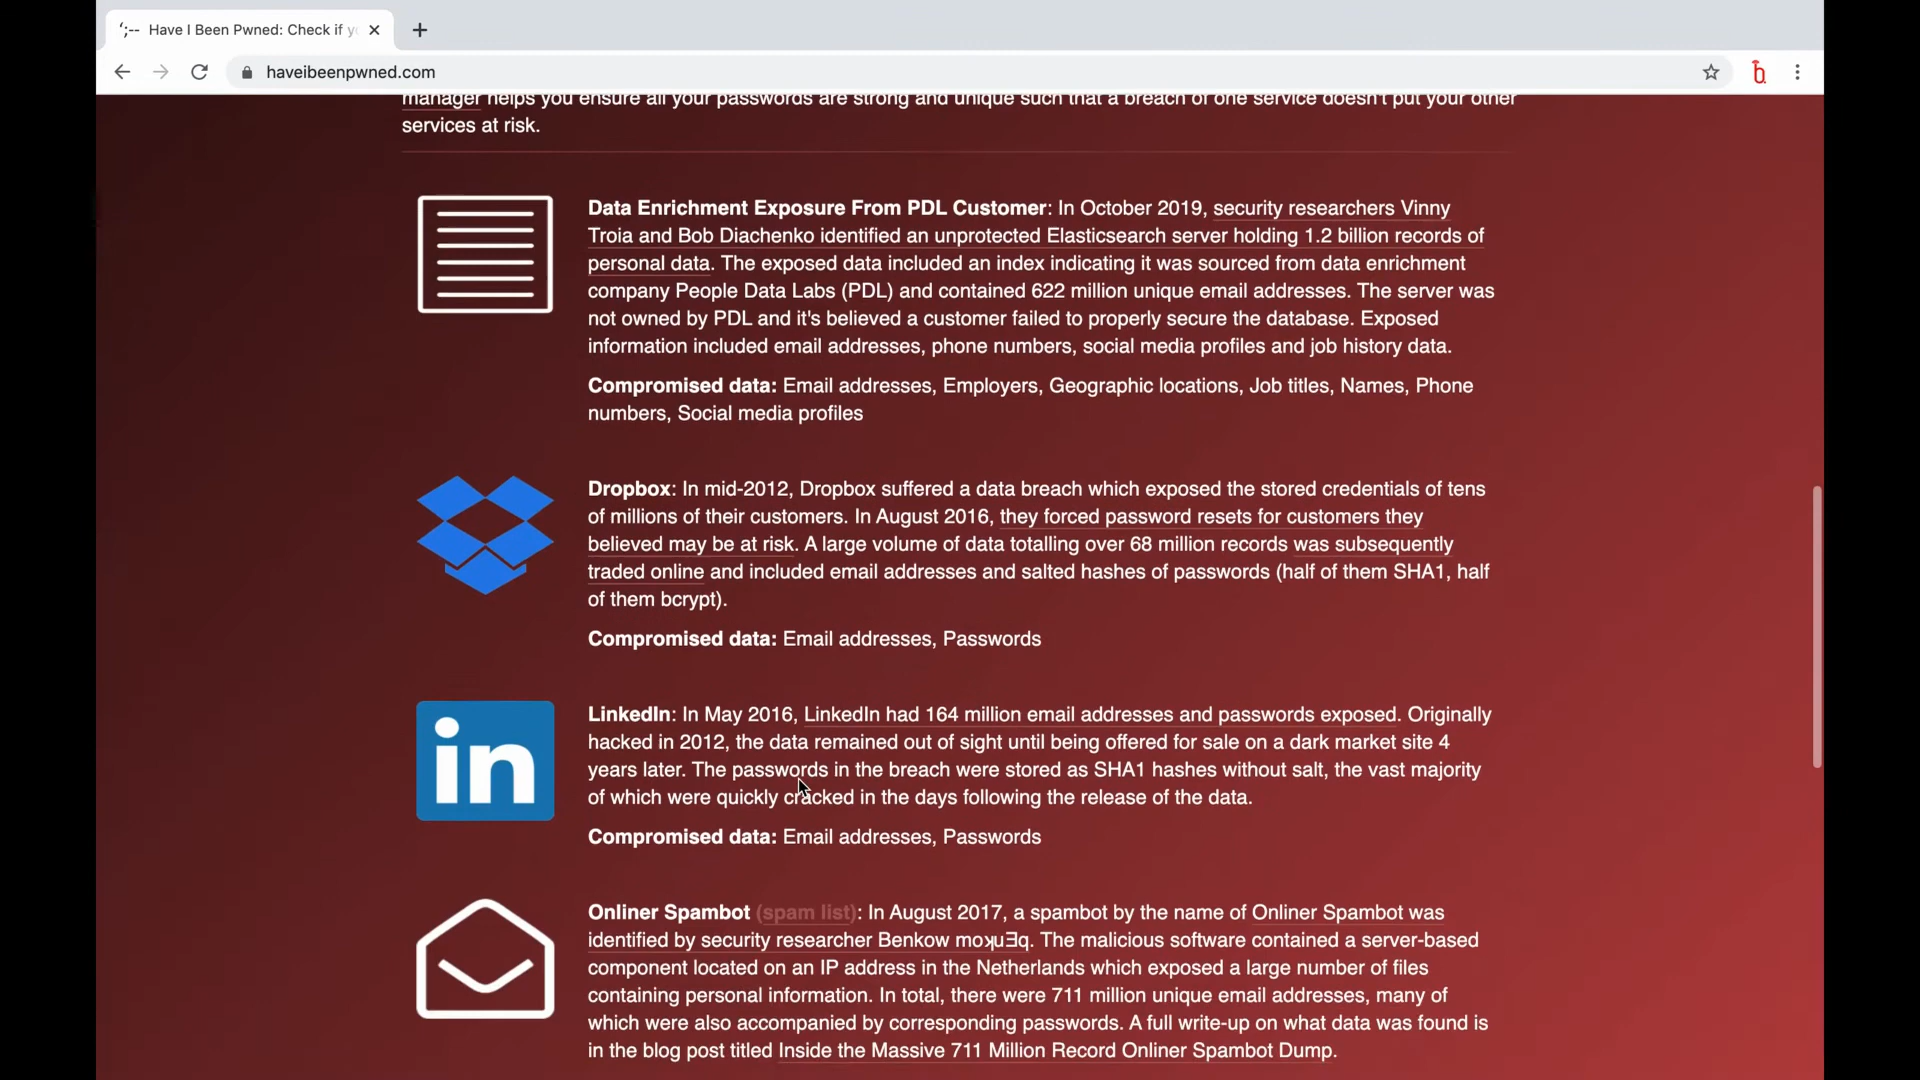 ';-- Have I Been Pwned: Check if y
haveibeenpwned.com
manager helps you ensure all your passwords are strong and unique such that a breach of one service doesn't put your other
services at risk.
Data Enrichment Exposure From PDL Customer: In October 2019, security researchers Vinny
Troia and Bob Diachenko identified an unprotected Elasticsearch server holding 1.2 billion records of
personal data. The exposed data included an index indicating it was sourced from data enrichment
company People Data Labs (PDL) and contained 622 million unique email addresses. The server was
not owned by PDL and it's believed a customer failed to properly secure the database. Exposed
information included email addresses, phone numbers, social media profiles and job history data.
Compromised data: Email addresses, Employers, Geographic locations, Job titles, Names, Phone
numbers, Social media profiles
Dropbox: In mid-2012, Dropbox suffered a data breach which exposed the stored credentials of tens
of millions of their customers. In August 2016, they forced password resets for customers they
believed may be at risk. A large volume of data totalling over 68 million records was subsequently
traded online and included email addresses and salted hashes of passwords (half of them SHA1, half
of them bcrypt).
Compromised data: Email addresses, Passwords
in
LinkedIn: In May 2016, LinkedIn had 164 million email addresses and passwords exposed. Originally
hacked in 2012, the data remained out of sight until being offered for sale on a dark market site 4
years later. The passwords in the breach were stored as SHA1 hashes without salt, the vast majority
of which were quickly cracked in the days following the release of the data.
Compromised data: Email addresses, Passwords
Onliner Spambot (spam list): In August 2017, a spambot by the name of Onliner Spambot was
identified by security researcher Benkow moʞuƎq. The malicious software contained a server-based
component located on an IP address in the Netherlands which exposed a large number of files
containing personal information. In total, there were 711 million unique email addresses, many of
which were also accompanied by corresponding passwords. A full write-up on what data was found is
in the blog post titled Inside the Massive 711 Million Record Onliner Spambot Dump.